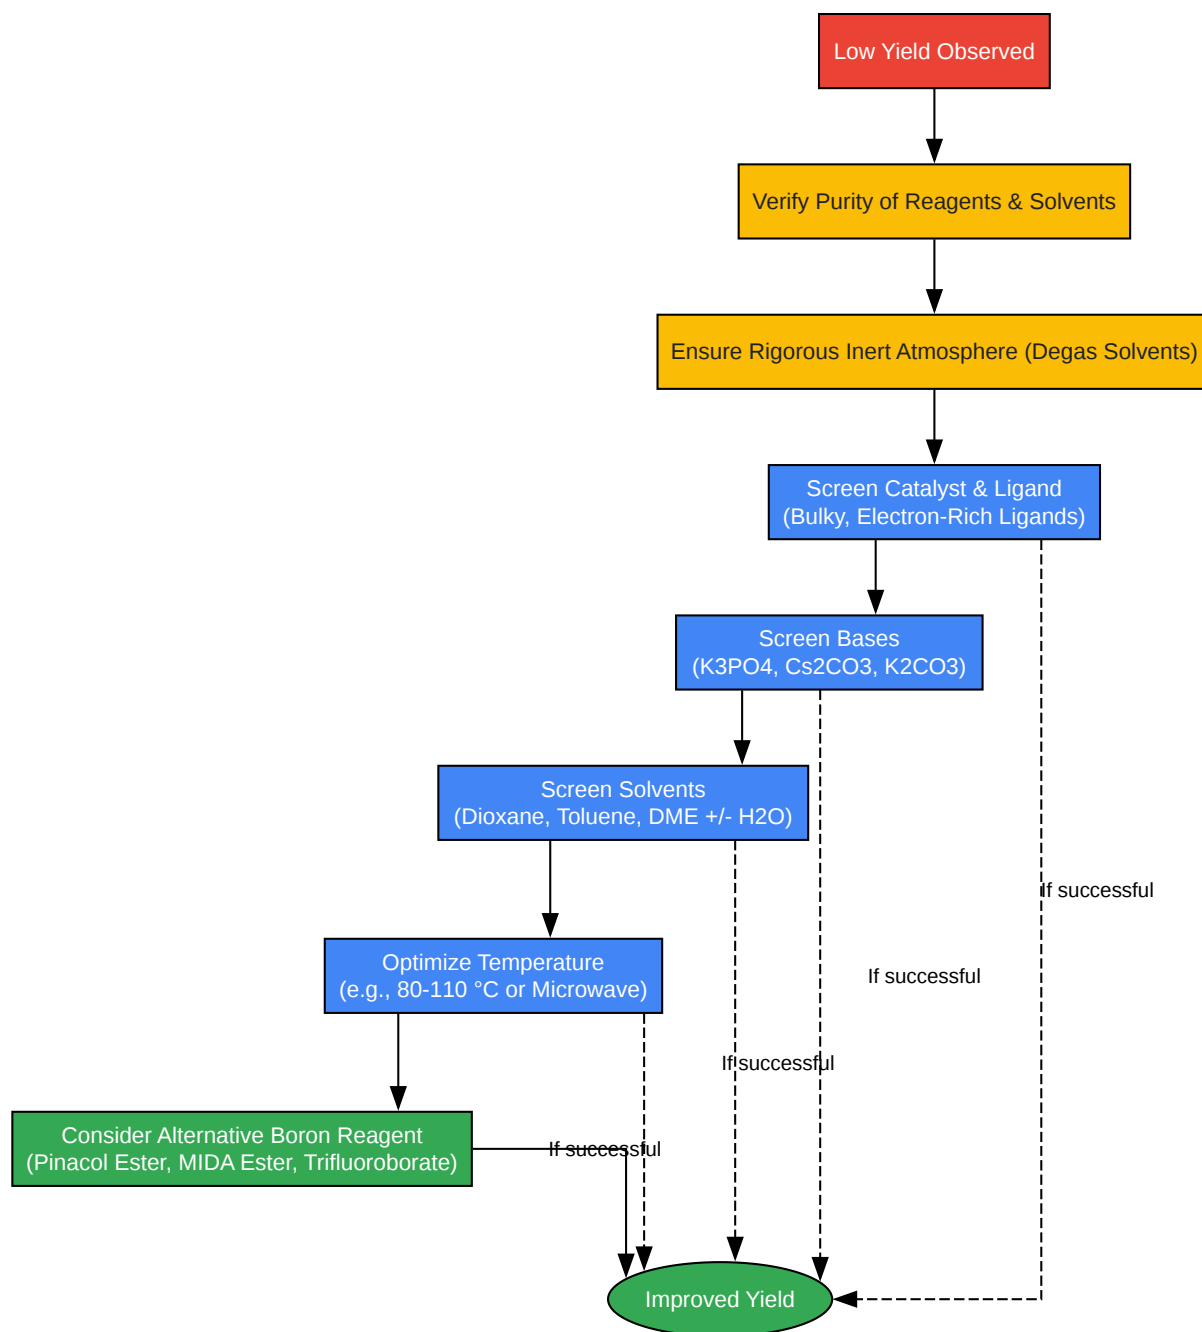 Low Yield Observed
Verify Purity of Reagents & Solvents
Ensure Rigorous Inert Atmosphere (Degas Solvents)
Screen Catalyst & Ligand
(Bulky, Electron-Rich Ligands)
Screen Bases
(K3PO4, Cs2CO3, K2CO3)
Screen Solvents
(Dioxane, Toluene, DME +/- H2O)
If successful
Optimize Temperature
(e.g., 80-110 °C or Microwave)
If successful
If successful
Consider Alternative Boron Reagent
(Pinacol Ester, MIDA Ester, Trifluoroborate)
If successful
Improved Yield